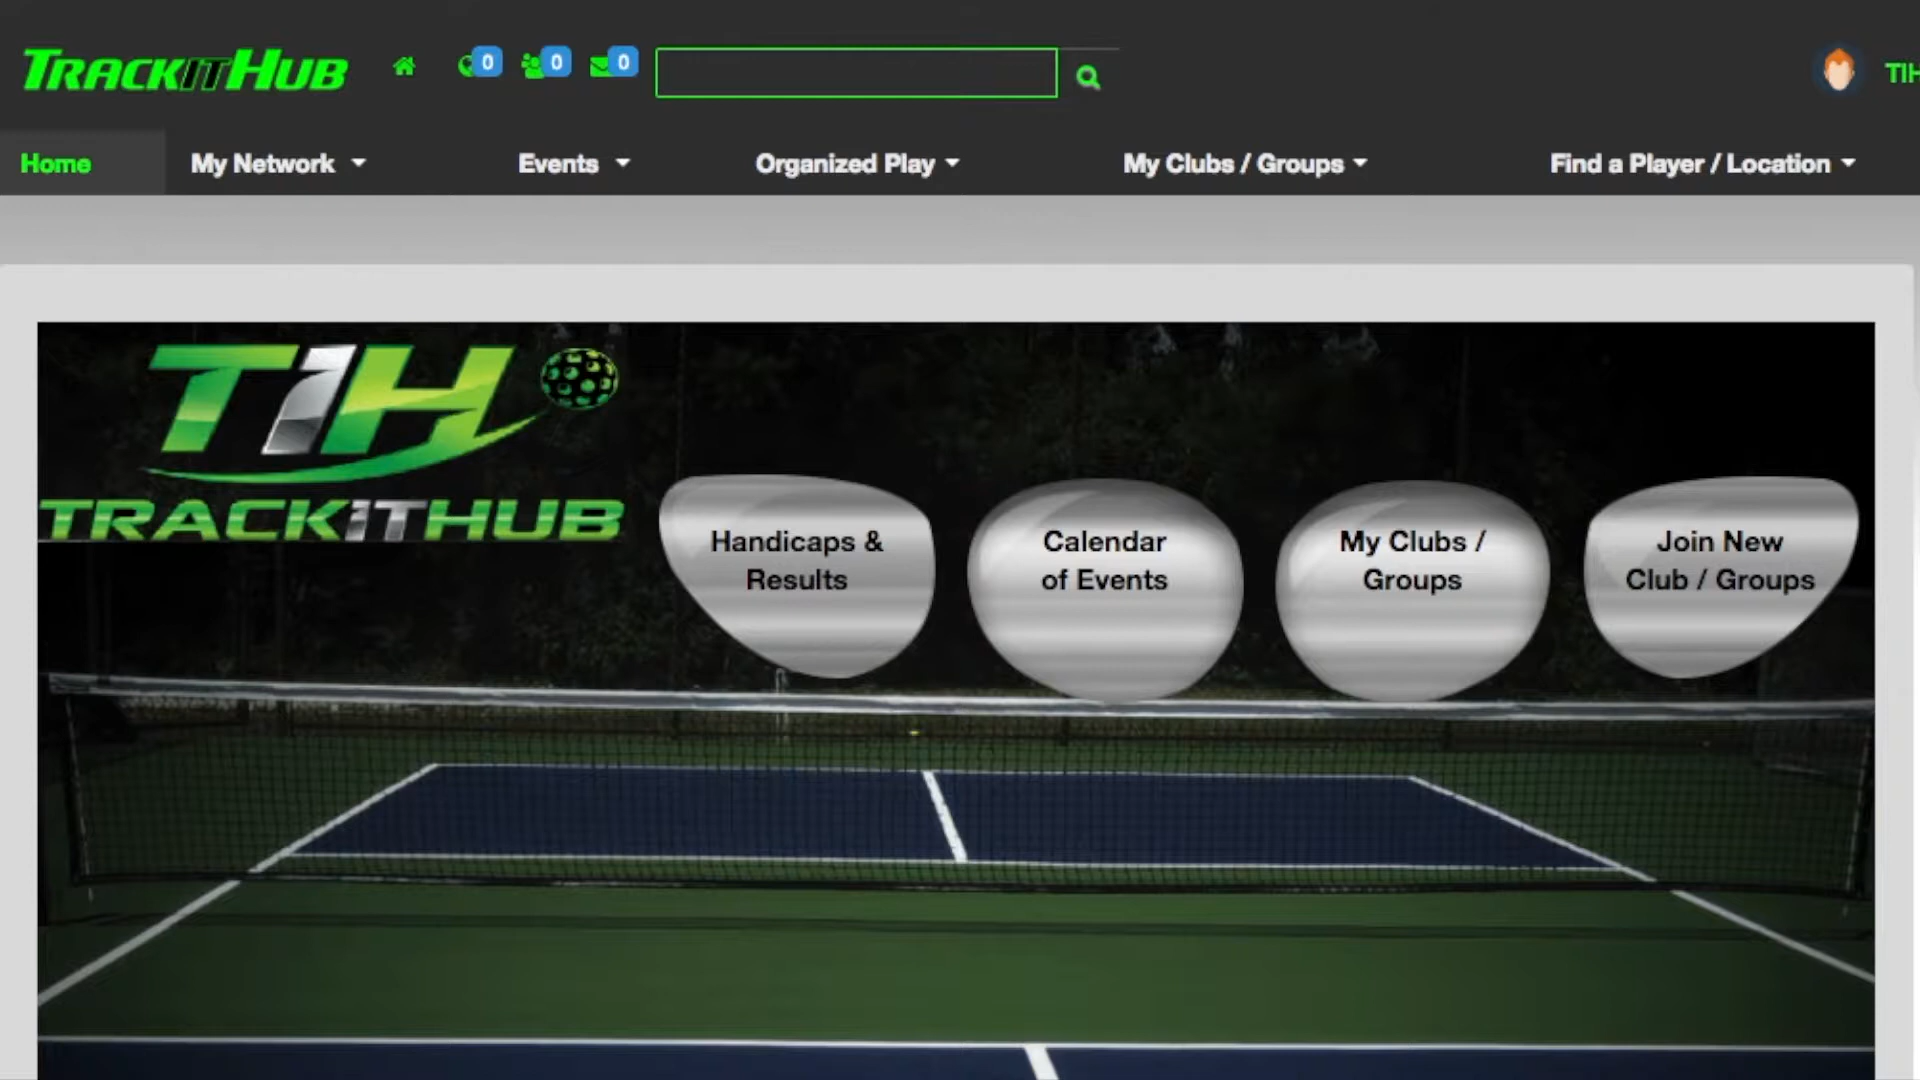 TRACKITHUB
0
0
0
TIH
Home
My Network
Events
Organized Play
My Clubs / Groups
Find a Player / Location
TIH
TRACKITHUB
Handicaps &
Results
Calendar
of Events
My Clubs /
Groups
Join New
Club / Groups